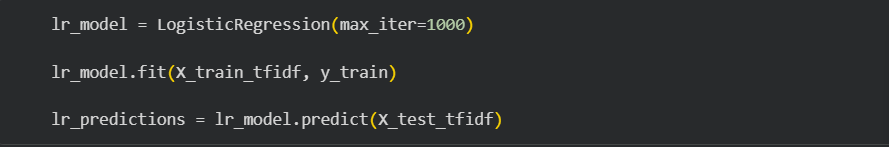 lr_model = LogisticRegression(max_iter=1000)
lr_model.fit(X_train_tfidf, y_train)
lr_predictions = lr_model.predict(X_test_tfidf)